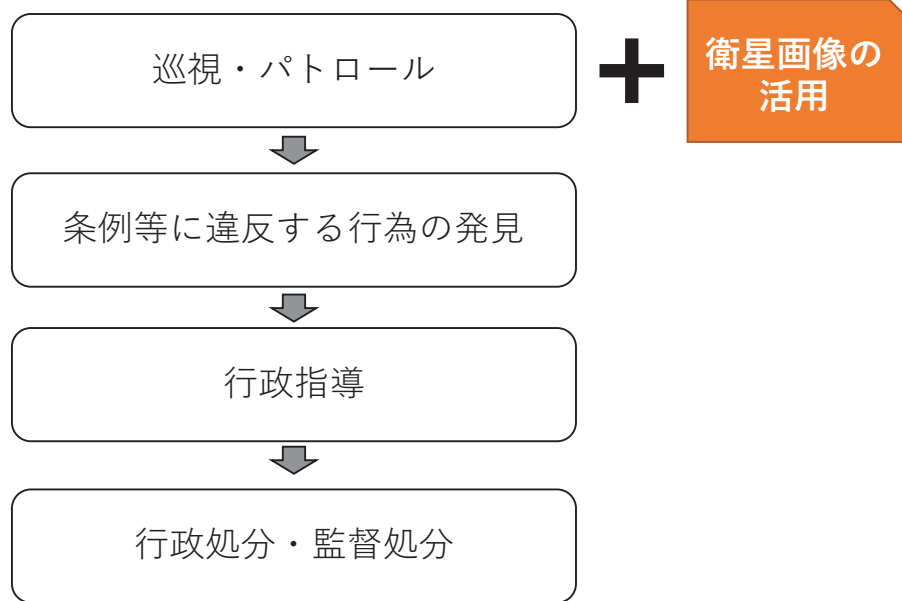 巡視・パトロール
衛星画像の
活用
条例等に違反する行為の発見
行政指導
行政処分・監督処分